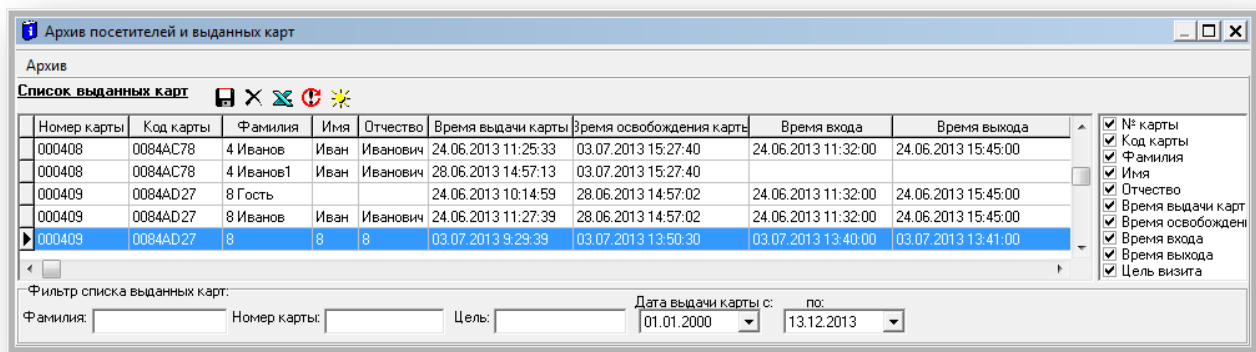 Архив посетителей и выданных карт
Архив
Список выданных карт
Номер карты Код карты Фамилия Имя Отчество Время выдачи карты Время освобождения карты Время входа Время выхода
000408 0084AC78 4 Иванов Иван Иванович 24.06.2013 11:25:33 03.07.2013 15:27:40 24.06.2013 11:32:00 24.06.2013 15:45:00
000408 0084AC78 4 Иванов1 Иван Иванович 28.06.2013 14:57:13 03.07.2013 15:27:40
000409 0084AD27 8 Гость 24.06.2013 10:14:59 28.06.2013 14:57:02 24.06.2013 11:32:00 24.06.2013 15:45:00
000409 0084AD27 8 Иванов Иван Иванович 24.06.2013 11:27:39 28.06.2013 14:57:02 24.06.2013 11:32:00 24.06.2013 15:45:00
000409 0084AD27 8 8 8 03.07.2013 9:29:39 03.07.2013 13:50:30 03.07.2013 13:40:00 03.07.2013 13:41:00
№ карты
Код карты
Фамилия
Имя
Отчество
Время выдачи карт
Время освобождени
Время входа
Время выхода
Цель визита
Фильтр списка выданных карт:
Дата выдачи карты с: по:
Фамилия: Номер карты: Цель: 01.01.2000 13.12.2013